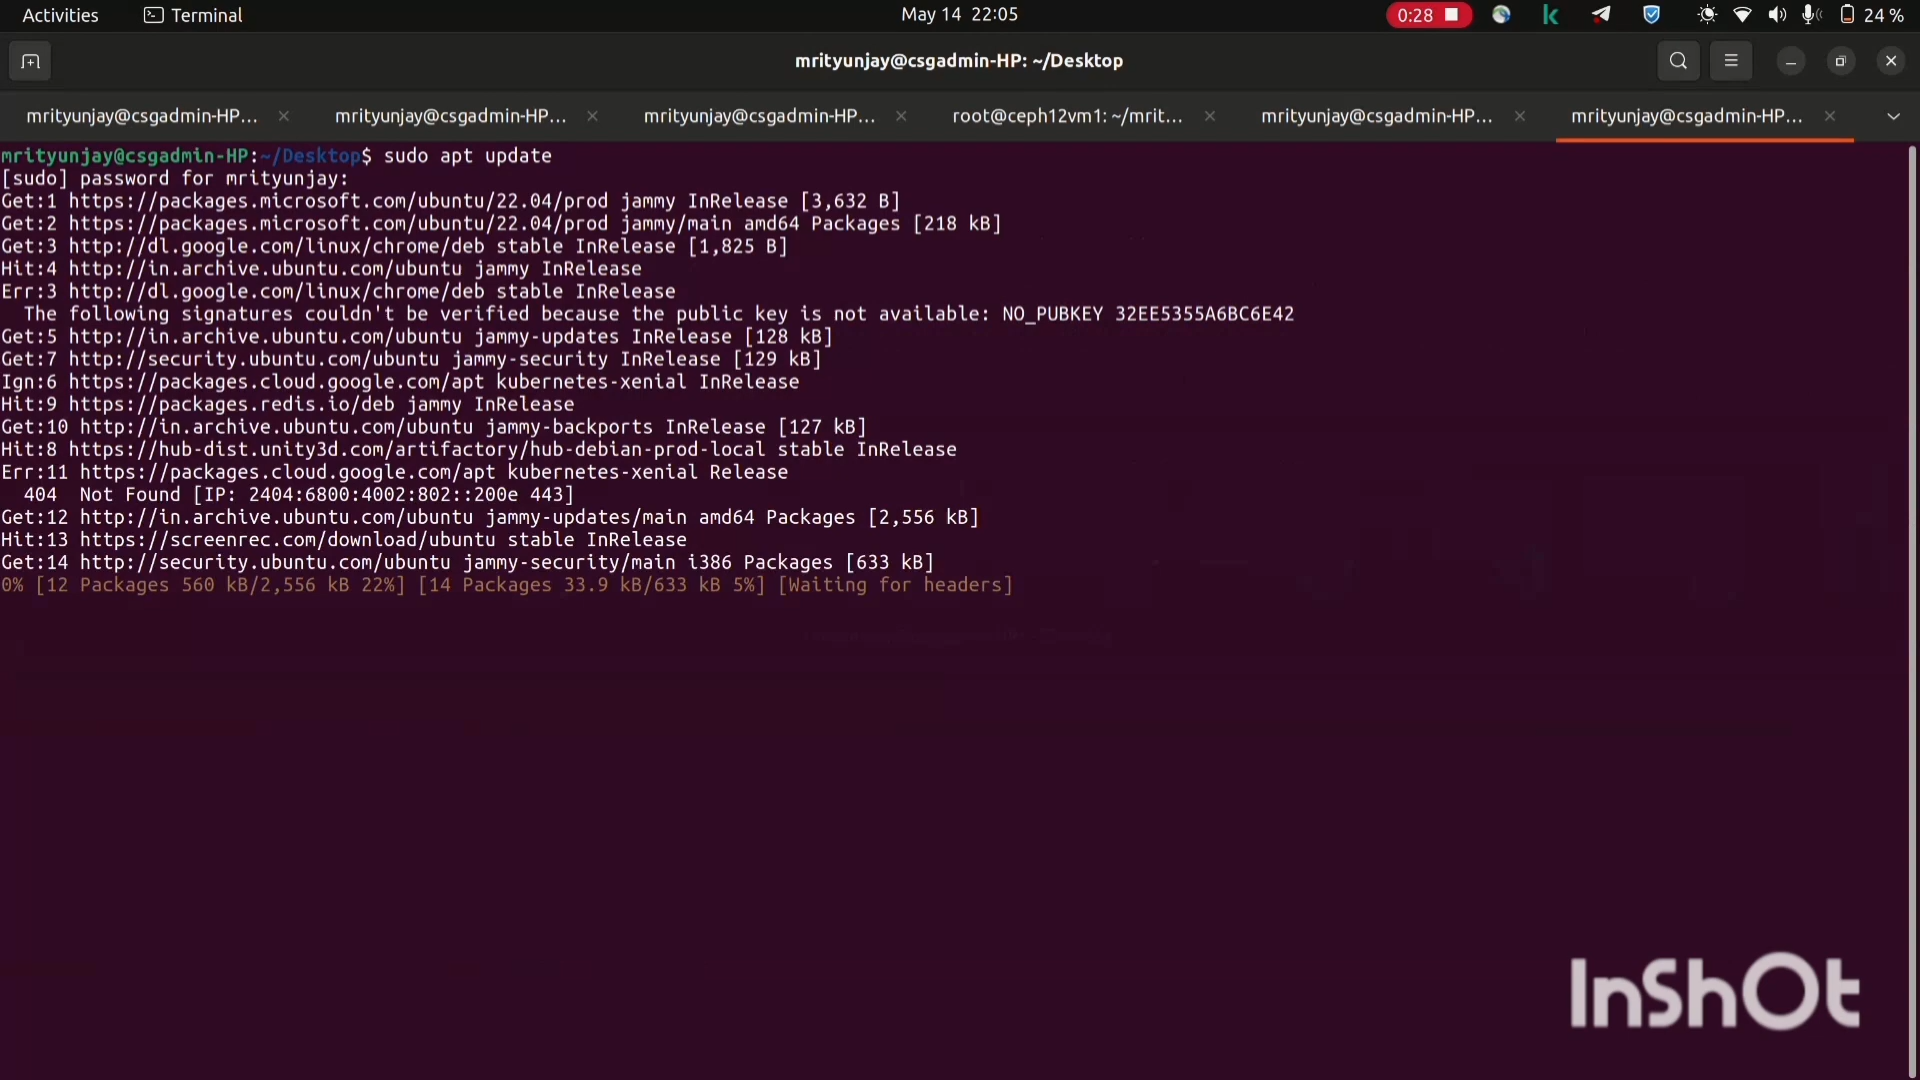 Activities Terminal May 14 22:05 0:28 24 %
mrityunjay@csgadmin-HP: ~/Desktop
mrityunjay@csgadmin-HP... mrityunjay@csgadmin-HP... mrityunjay@csgadmin-HP... root@ceph12vm1: ~/mrit... mrityunjay@csgadmin-HP... mrityunjay@csgadmin-HP...
mrityunjay@csgadmin-HP:~/Desktop$ sudo apt update
[sudo] password for mrityunjay:
Get:1 https://packages.microsoft.com/ubuntu/22.04/prod jammy InRelease [3,632 B]
Get:2 https://packages.microsoft.com/ubuntu/22.04/prod jammy/main amd64 Packages [218 kB]
Get:3 http://dl.google.com/linux/chrome/deb stable InRelease [1,825 B]
Hit:4 http://in.archive.ubuntu.com/ubuntu jammy InRelease
Err:3 http://dl.google.com/linux/chrome/deb stable InRelease
  The following signatures couldn't be verified because the public key is not available: NO_PUBKEY 32EE5355A6BC6E42
Get:5 http://in.archive.ubuntu.com/ubuntu jammy-updates InRelease [128 kB]
Get:7 http://security.ubuntu.com/ubuntu jammy-security InRelease [129 kB]
Ign:6 https://packages.cloud.google.com/apt kubernetes-xenial InRelease
Hit:9 https://packages.redis.io/deb jammy InRelease
Get:10 http://in.archive.ubuntu.com/ubuntu jammy-backports InRelease [127 kB]
Hit:8 https://hub-dist.unity3d.com/artifactory/hub-debian-prod-local stable InRelease
Err:11 https://packages.cloud.google.com/apt kubernetes-xenial Release
  404  Not Found [IP: 2404:6800:4002:802::200e 443]
Get:12 http://in.archive.ubuntu.com/ubuntu jammy-updates/main amd64 Packages [2,556 kB]
Hit:13 https://screenrec.com/download/ubuntu stable InRelease
Get:14 http://security.ubuntu.com/ubuntu jammy-security/main i386 Packages [633 kB]
0% [12 Packages 560 kB/2,556 kB 22%] [14 Packages 33.9 kB/633 kB 5%] [Waiting for headers]
InShOt